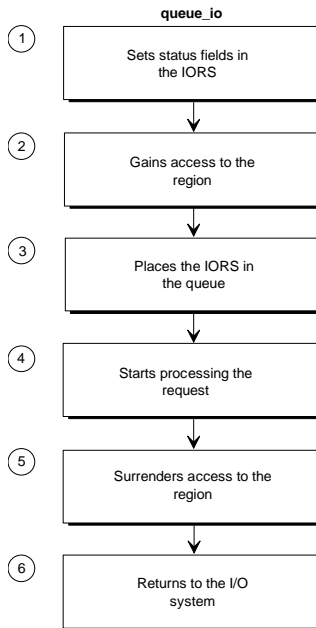 queue_io
1
Sets status fields in
the IORS
2
Gains access to the
region
3
Places the IORS in
the queue
4
Starts processing the
request
5
Surrenders access to the
region
6
Returns to the I/O
system